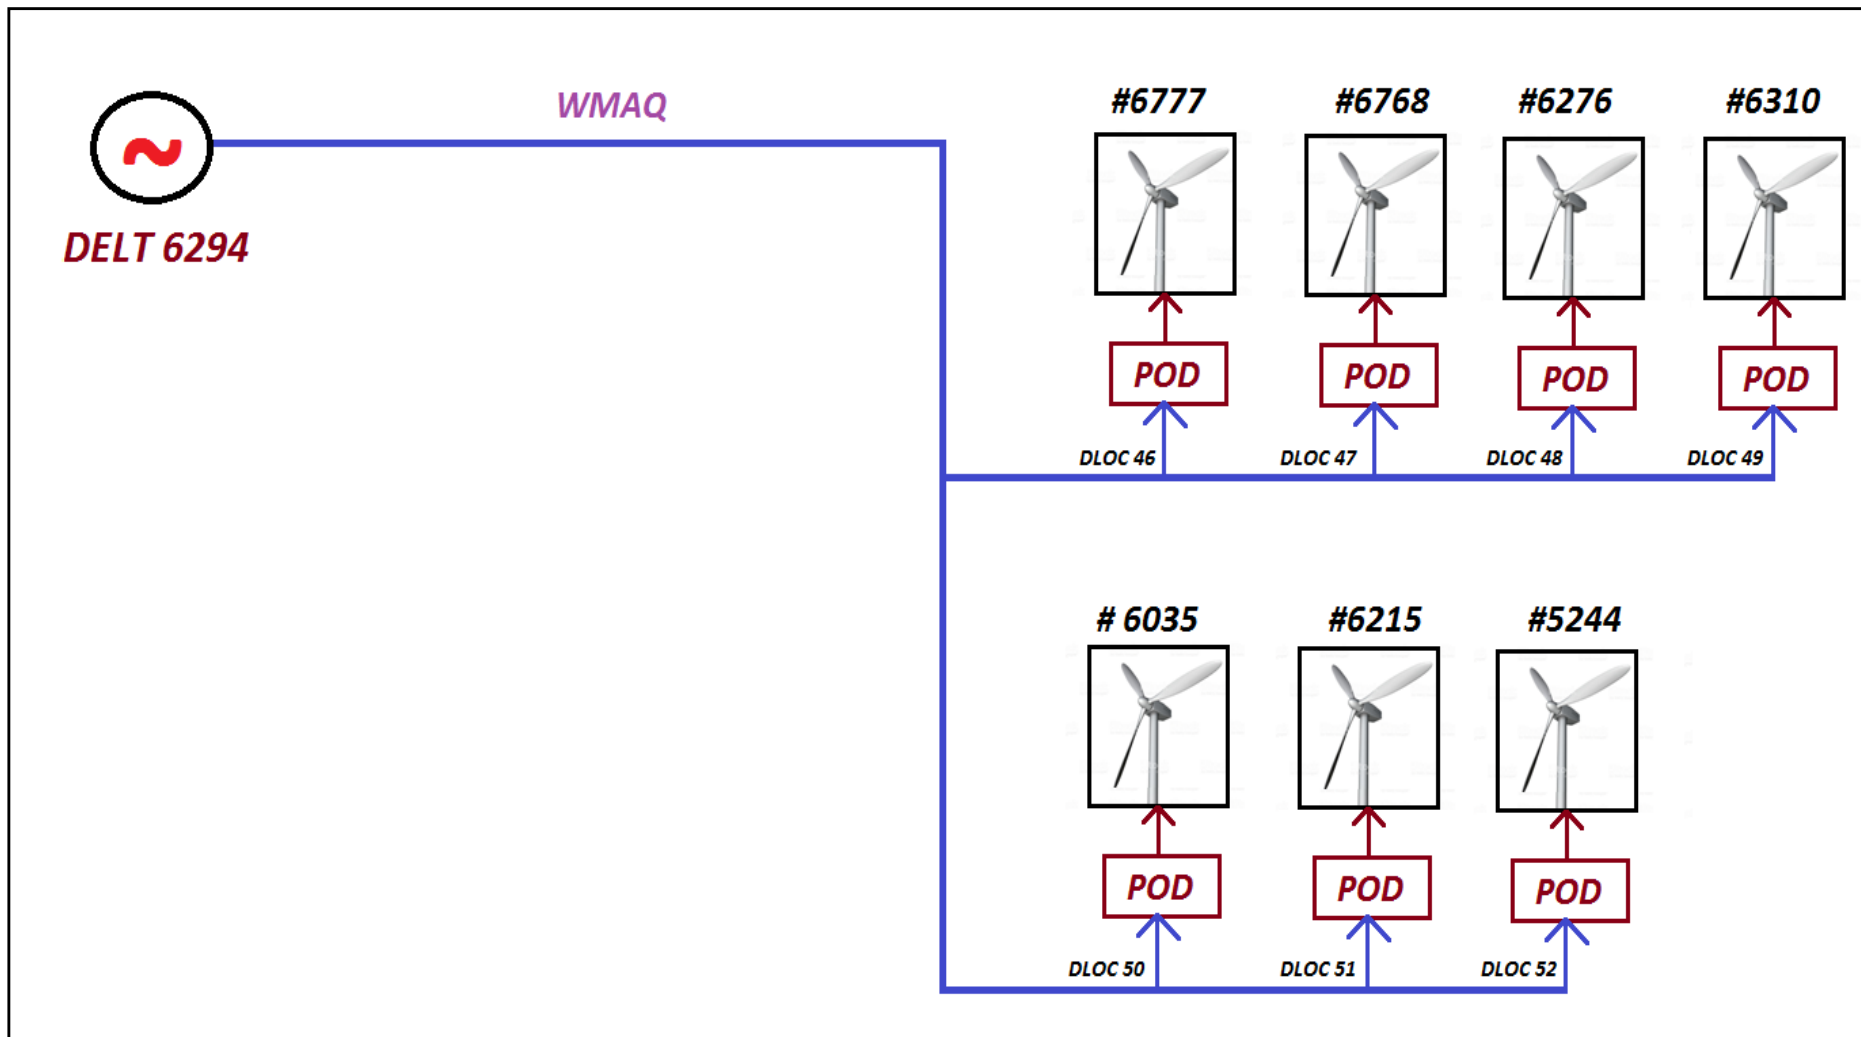 WMAQ
DELT 6294
#6777 #6768 #6276 #6310
POD POD POD POD
DLOC 46 DLOC 47 DLOC 48 DLOC 49
# 6035 #6215 #5244
POD POD POD
DLOC 50 DLOC 51 DLOC 52